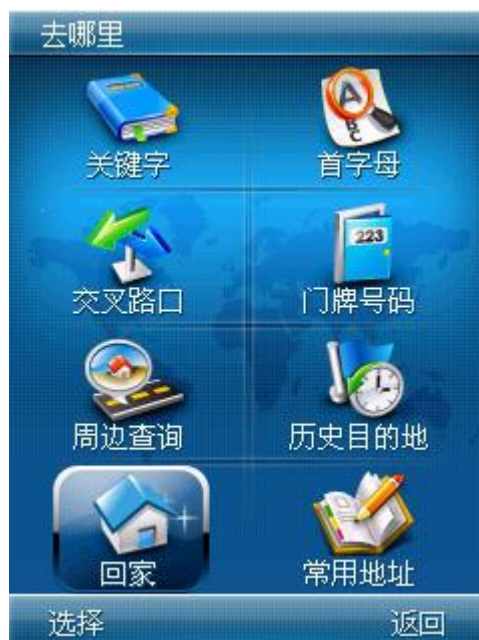 去哪里
关键字
首字母
A
B
C
交叉路口
门牌号码
223
周边查询
历史目的地
回家
常用地址
选择
返回